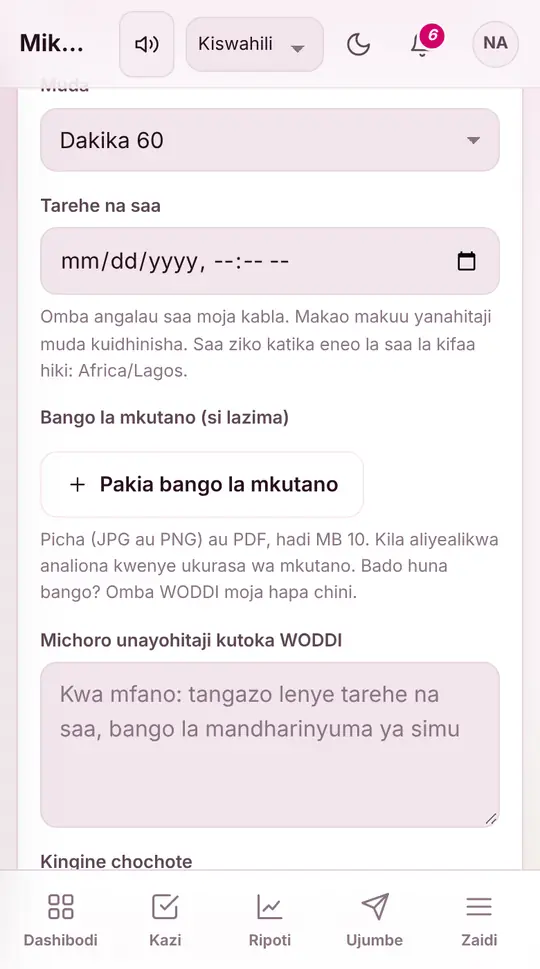 Mik...
Kiswahili
6
NA
Muda
Dakika 60
Tarehe na saa
mm/dd/yyyy, --:-- --
Omba angalau saa moja kabla. Makao makuu yanahitaji
muda kuidhinisha. Saa ziko katika eneo la saa la kifaa
hiki: Africa/Lagos.
Bango la mkutano (si lazima)
+ Pakia bango la mkutano
Picha (JPG au PNG) au PDF, hadi MB 10. Kila aliyealikwa
analiona kwenye ukurasa wa mkutano. Bado huna
bango? Omba WODDI moja hapa chini.
Michoro unayohitaji kutoka WODDI
Kwa mfano: tangazo lenye tarehe na
saa, bango la mandharinyuma ya simu
Kingine chochote
Dashibodi
Kazi
Ripoti
Ujumbe
Zaidi